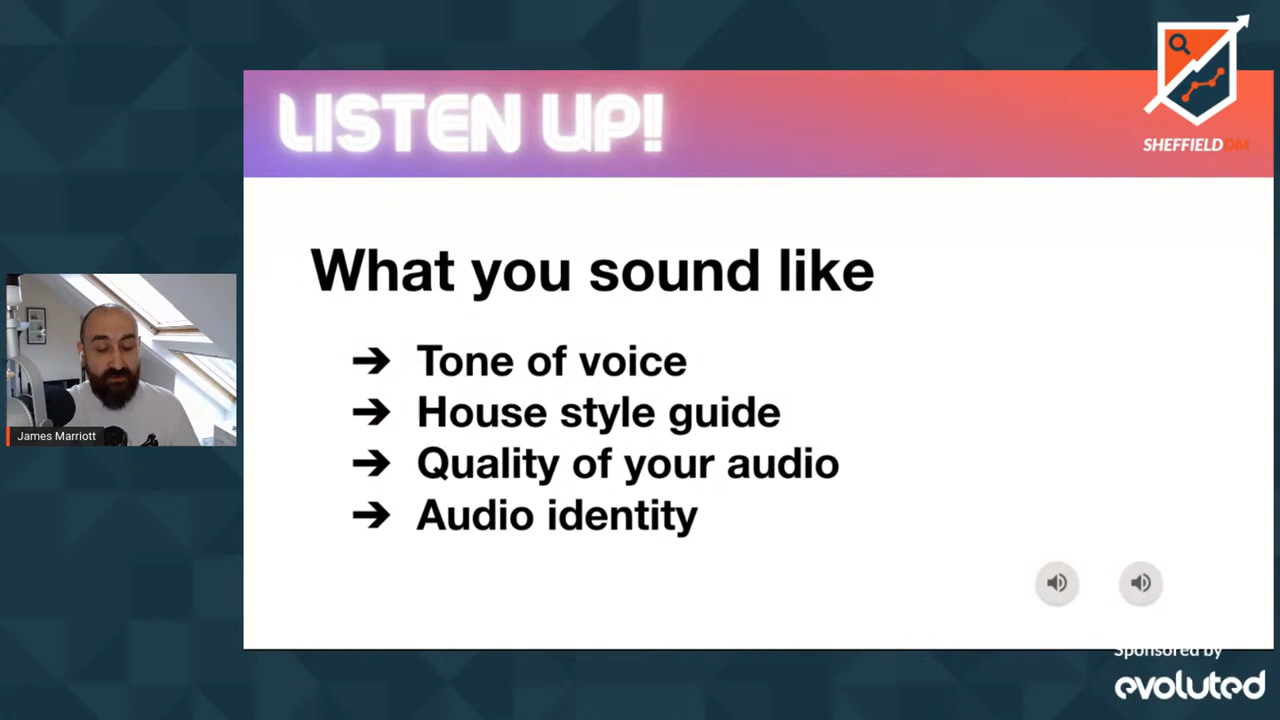 LISTEN UP!
SHEFFIELDDM
What you sound like
➔ Tone of voice
➔ House style guide
➔ Quality of your audio
➔ Audio identity
James Marriott
Sponsored by
evoluted